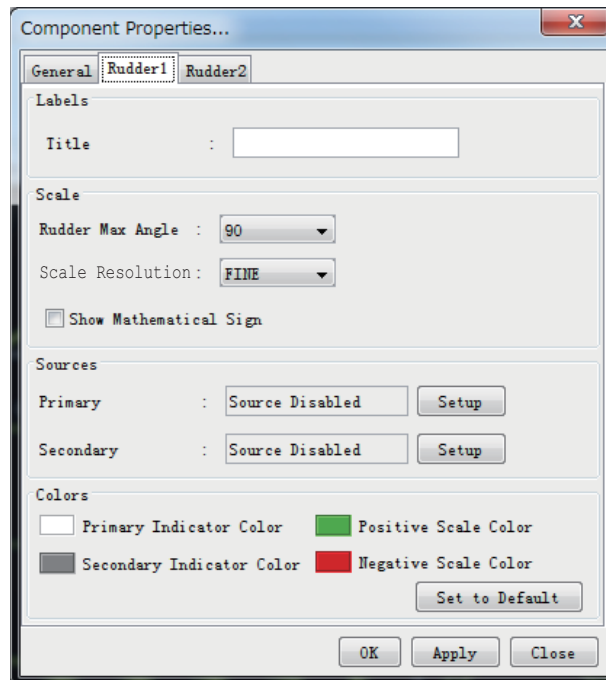 Component Properties...
General Rudder1 Rudder2
Labels
Title :
Scale
Rudder Max Angle : 90
Scale Resolution : FINE
Show Mathematical Sign
Sources
Primary : Source Disabled Setup
Secondary : Source Disabled Setup
Colors
Primary Indicator Color Positive Scale Color
Secondary Indicator Color Negative Scale Color
Set to Default
OK Apply Close